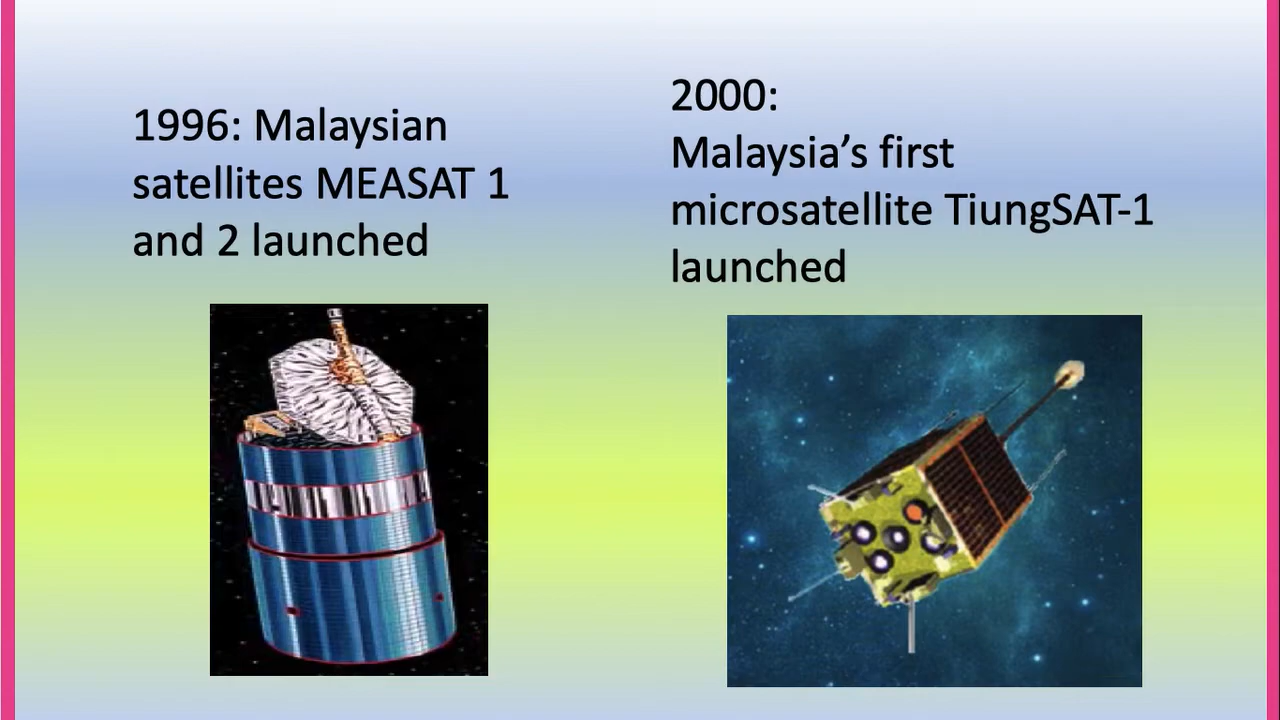 1996: Malaysian
satellites MEASAT 1
and 2 launched
2000:
Malaysia’s first
microsatellite TiungSAT-1
launched